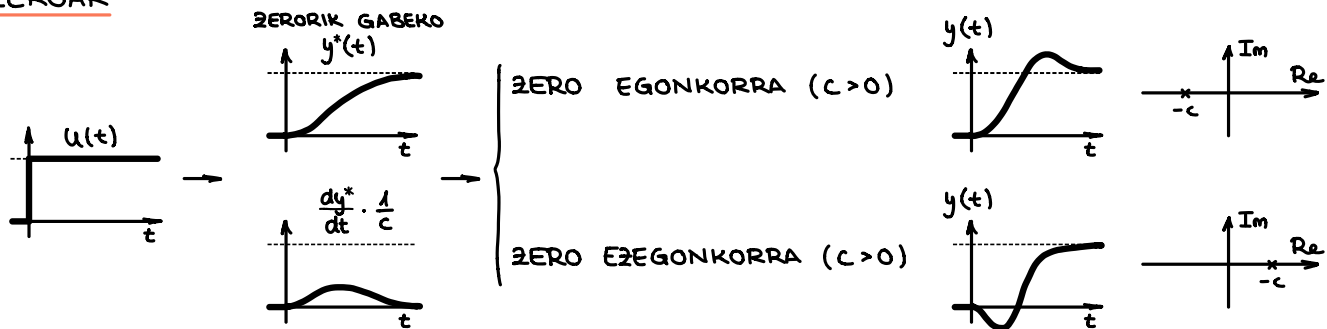 ZEROAK
ZERORIK GABEKO
y*(t)
t
u(t)
t
dy*/dt · 1/c
t
ZERO EGONKORRA (c>0)
y(t)
t
Im
Re
-c
ZERO EZEGONKORRA (c>0)
y(t)
t
Im
Re
-c